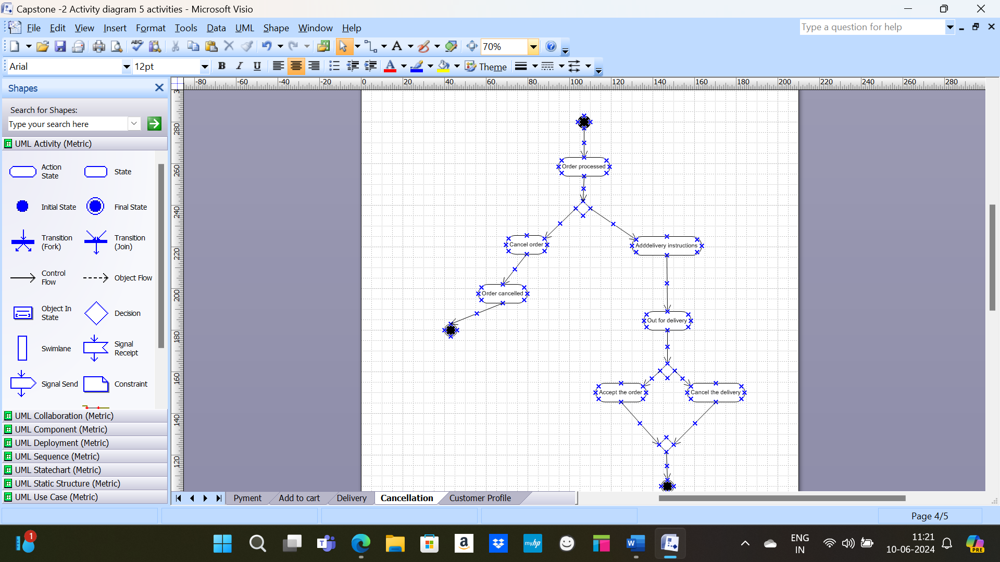 Capstone -2 Activity diagram 5 activities - Microsoft Visio
File Edit View Insert Format Tools Data UML Shape Window Help
Type a question for help
70%
Arial
12pt
B I U
Theme
Shapes
Search for Shapes:
Type your search here
UML Activity (Metric)
Action State
State
Initial State
Final State
Transition (Fork)
Transition (Join)
Control Flow
Object Flow
Object In State
Decision
Swimlane
Signal Receipt
Signal Send
Constraint
UML Collaboration (Metric)
UML Component (Metric)
UML Deployment (Metric)
UML Sequence (Metric)
UML Statechart (Metric)
UML Static Structure (Metric)
UML Use Case (Metric)
-80 -60 -40 -20 0 20 40 60 80 100 120 140 160 180 200 220 240 260 280
280
260
240
220
200
180
160
140
120
Order processed
Cancel order
Adddelivery instructions
Order cancelled
Out for delivery
Accept the order
Cancel the delivery
Pyment Add to cart Delivery Cancellation Customer Profile
Page 4/5
1
myhp
ENG
IN
11:21
10-06-2024
PRE